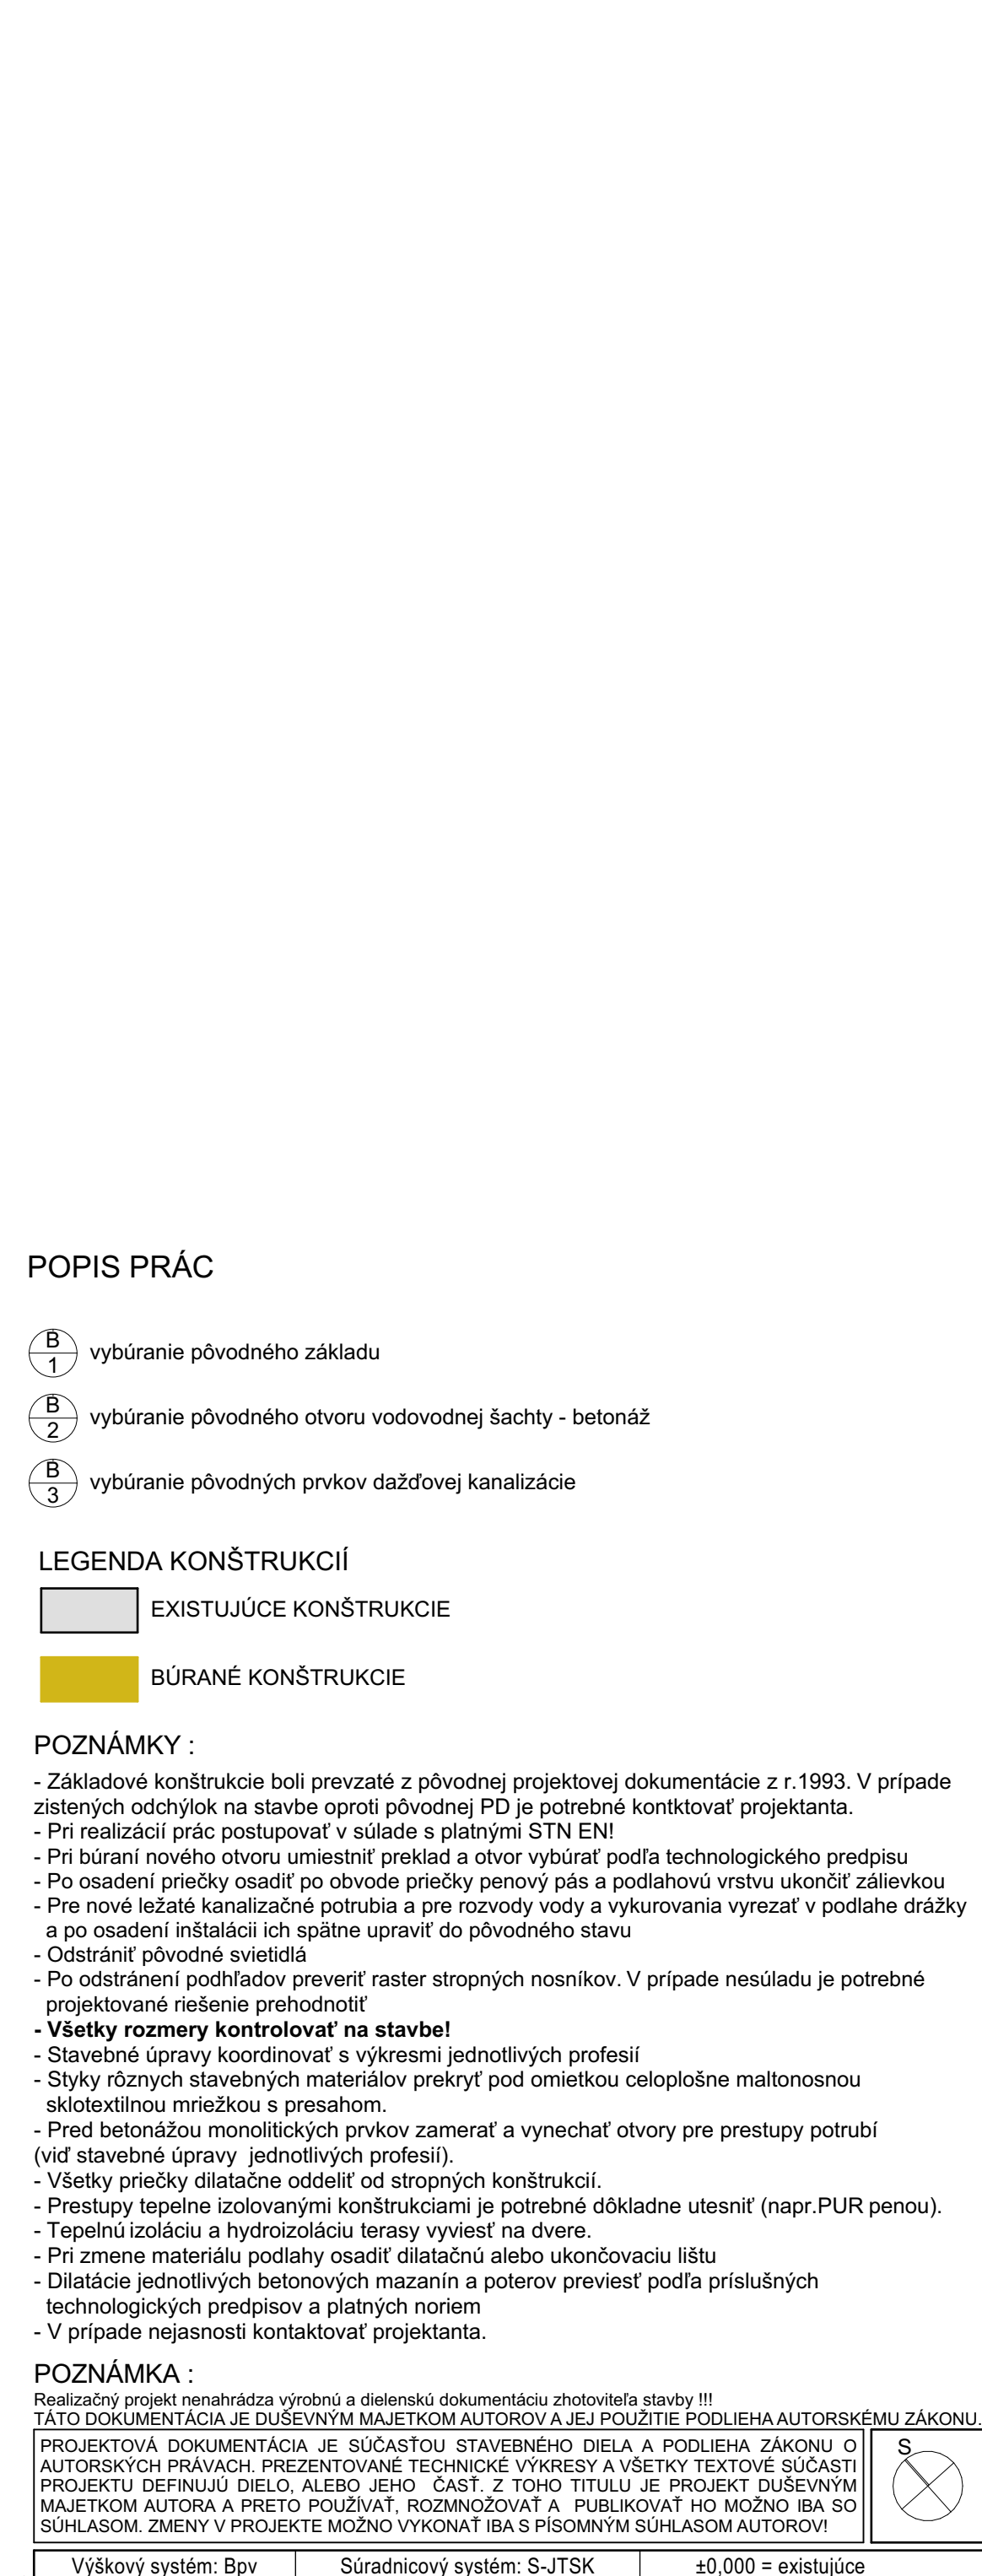 POPIS PRÁC
B
1
vybúranie pôvodného základu
B
2
vybúranie pôvodného otvoru vodovodnej šachty - betonáž
B
3
vybúranie pôvodných prvkov dažďovej kanalizácie
LEGENDA KONŠTRUKCIÍ
EXISTUJÚCE KONŠTRUKCIE
BÚRANÉ KONŠTRUKCIE
POZNÁMKY :
- Základové konštrukcie boli prevzaté z pôvodnej projektovej dokumentácie z r.1993. V prípade
zistených odchýlok na stavbe oproti pôvodnej PD je potrebné kontktovať projektanta.
- Pri realizácií prác postupovať v súlade s platnými STN EN!
- Pri búraní nového otvoru umiestniť preklad a otvor vybúrať podľa technologického predpisu
- Po osadení priečky osadiť po obvode priečky penový pás a podlahovú vrstvu ukončiť zálievkou
- Pre nové ležaté kanalizačné potrubia a pre rozvody vody a vykurovania vyrezať v podlahe drážky
a po osadení inštalácii ich spätne upraviť do pôvodného stavu
- Odstrániť pôvodné svietidlá
- Po odstránení podhľadov preveriť raster stropných nosníkov. V prípade nesúladu je potrebné
projektované riešenie prehodnotiť
- Všetky rozmery kontrolovať na stavbe!
- Stavebné úpravy koordinovať s výkresmi jednotlivých profesií
- Styky rôznych stavebných materiálov prekryť pod omietkou celoplošne maltonosnou
sklotextilnou mriežkou s presahom.
- Pred betonážou monolitických prvkov zamerať a vynechať otvory pre prestupy potrubí
(viď stavebné úpravy jednotlivých profesií).
- Všetky priečky dilatačne oddeliť od stropných konštrukcií.
- Prestupy tepelne izolovanými konštrukciami je potrebné dôkladne utesniť (napr.PUR penou).
- Tepelnú izoláciu a hydroizoláciu terasy vyviesť na dvere.
- Pri zmene materiálu podlahy osadiť dilatačnú alebo ukončovaciu lištu
- Dilatácie jednotlivých betonových mazanín a poterov previesť podľa príslušných
technologických predpisov a platných noriem
- V prípade nejasnosti kontaktovať projektanta.
POZNÁMKA :
Realizačný projekt nenahrádza výrobnú a dielenskú dokumentáciu zhotoviteľa stavby !!!
TÁTO DOKUMENTÁCIA JE DUŠEVNÝM MAJETKOM AUTOROV A JEJ POUŽITIE PODLIEHA AUTORSKÉMU ZÁKONU.
PROJEKTOVÁ DOKUMENTÁCIA JE SÚČASŤOU STAVEBNÉHO DIELA A PODLIEHA ZÁKONU O
AUTORSKÝCH PRÁVACH. PREZENTOVANÉ TECHNICKÉ VÝKRESY A VŠETKY TEXTOVÉ SÚČASTI
PROJEKTU DEFINUJÚ DIELO, ALEBO JEHO ČASŤ. Z TOHO TITULU JE PROJEKT DUŠEVNÝM
MAJETKOM AUTORA A PRETO POUŽÍVAŤ, ROZMNOŽOVAŤ A PUBLIKOVAŤ HO MOŽNO IBA SO
SÚHLASOM. ZMENY V PROJEKTE MOŽNO VYKONAŤ IBA S PÍSOMNÝM SÚHLASOM AUTOROV!
S
Výškový systém: Bpv
Súradnicový systém: S-JTSK
±0,000 = existujúce